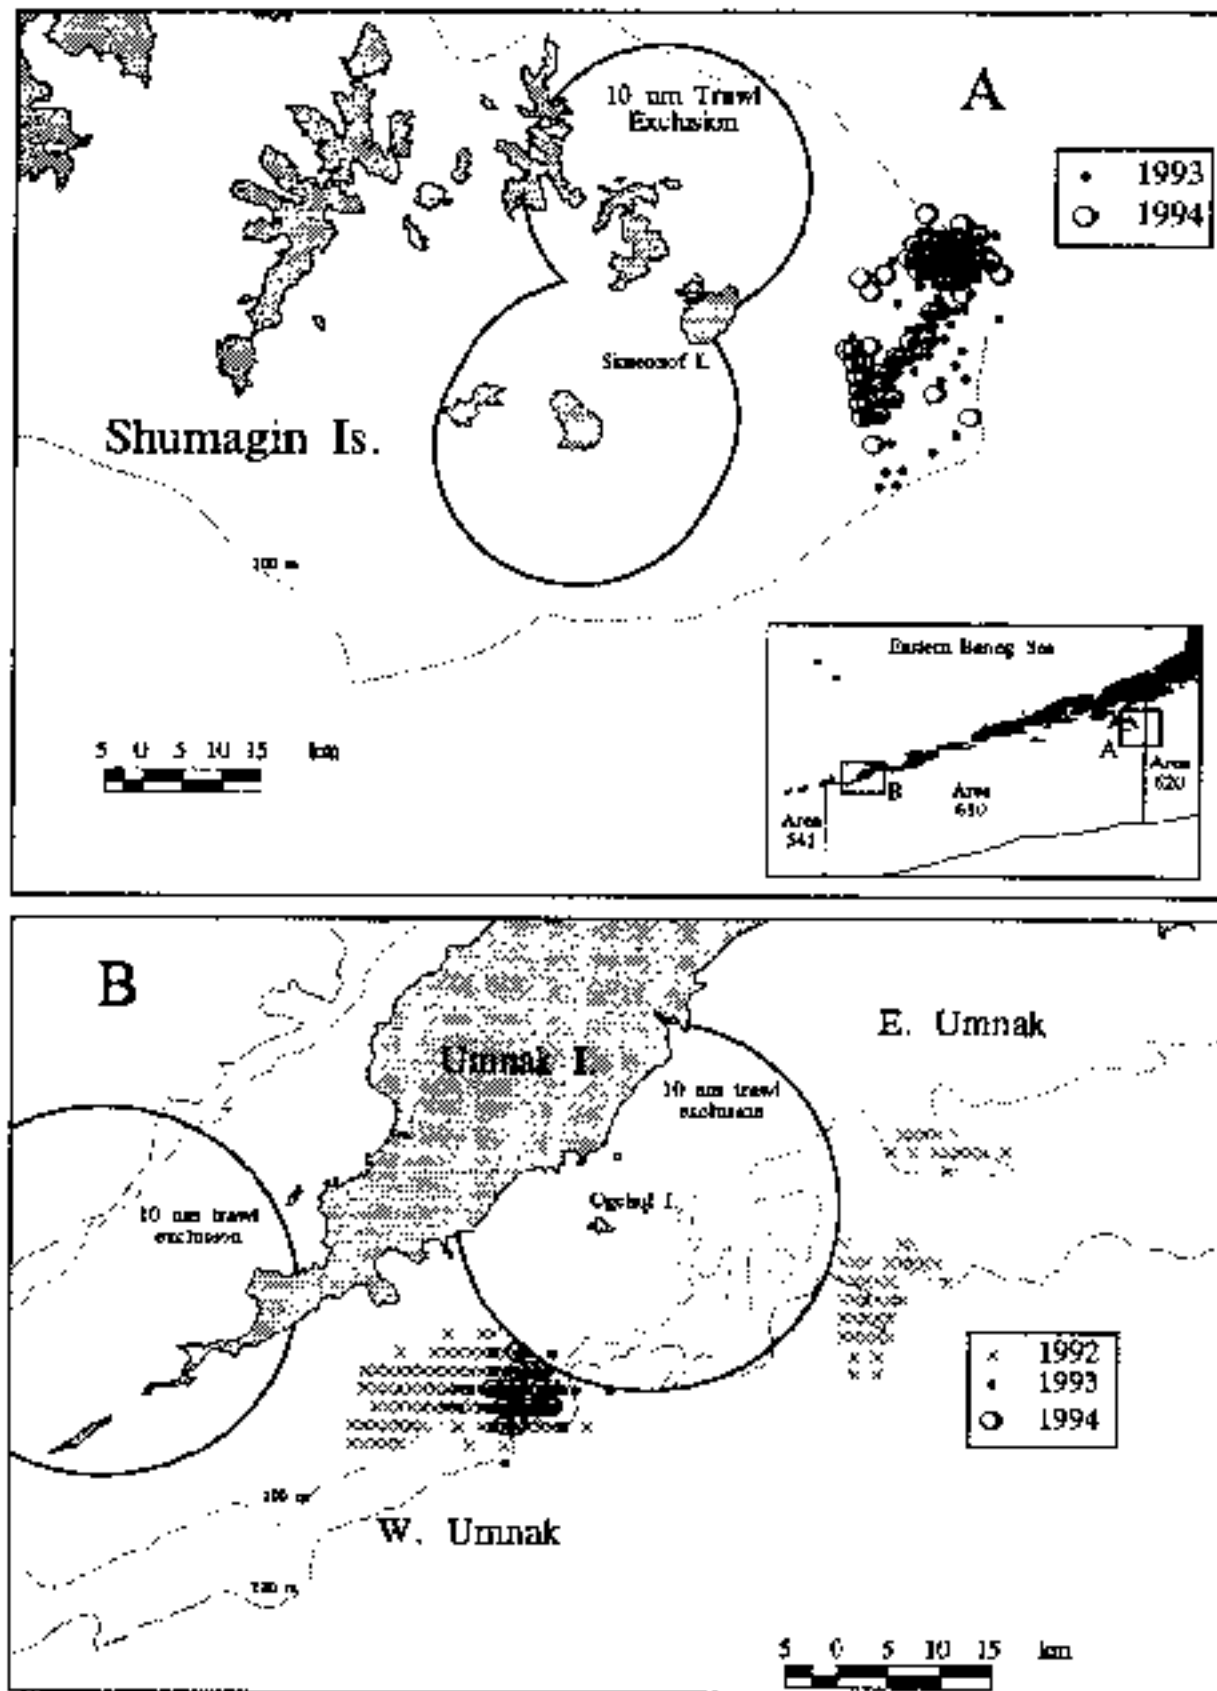 10 nm Trawl
Exclusion
A
1993
1994
Simeonof I.
Shumagin Is.
100 m
5 0 5 10 15 km
Eastern Bering Sea
A
B
Area
620
Area
610
Area
541
B
E. Umnak
Umnak I.
10 nm trawl
exclusion
Ogchul I.
10 nm trawl
exclusion
1992
1993
1994
100 m
W. Umnak
5 0 5 10 15 km